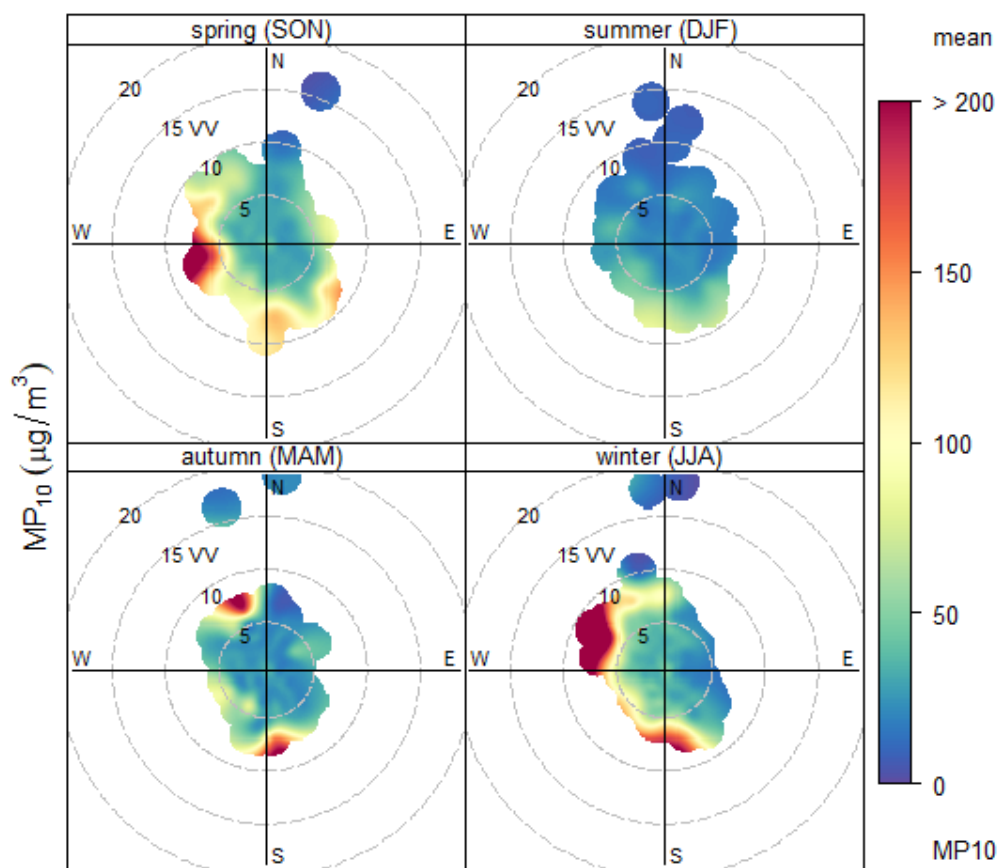 spring (SON)
summer (DJF)
mean
N
20
15 VV
10
5
W
E
S
N
20
15 VV
10
5
W
E
S
autumn (MAM)
winter (JJA)
N
20
15 VV
10
5
W
E
S
N
20
15 VV
10
5
W
E
S
MP₁₀ (μg/m³)
> 200
150
100
50
0
MP10